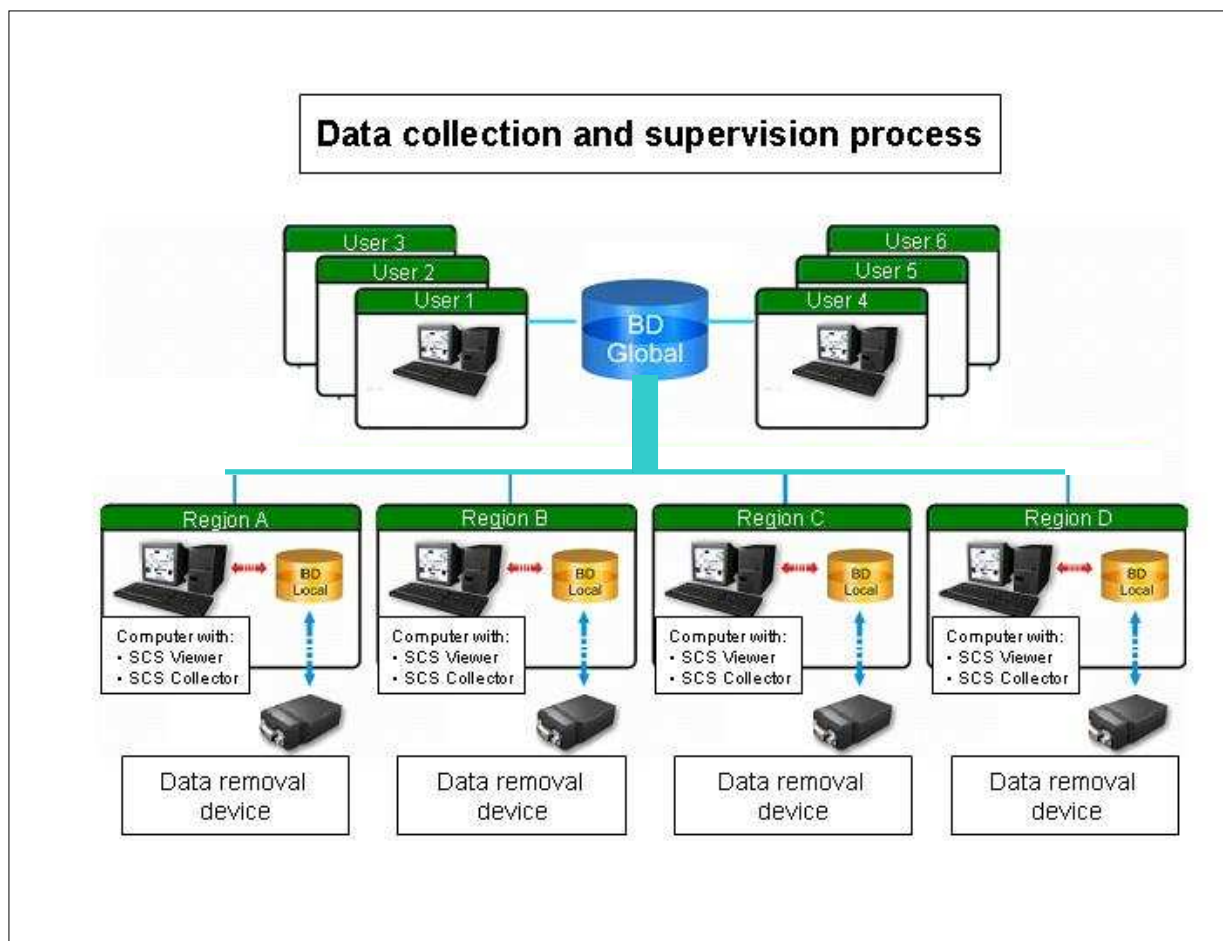 Data collection and supervision process
User 3
User 2
User 1
User 6
User 5
User 4
BD
Global
Region A
BD
Local
Computer with:
• SCS Viewer
• SCS Collector
Data removal
device
Region B
BD
Local
Computer with:
• SCS Viewer
• SCS Collector
Data removal
device
Region C
BD
Local
Computer with:
• SCS Viewer
• SCS Collector
Data removal
device
Region D
BD
Local
Computer with:
• SCS Viewer
• SCS Collector
Data removal
device